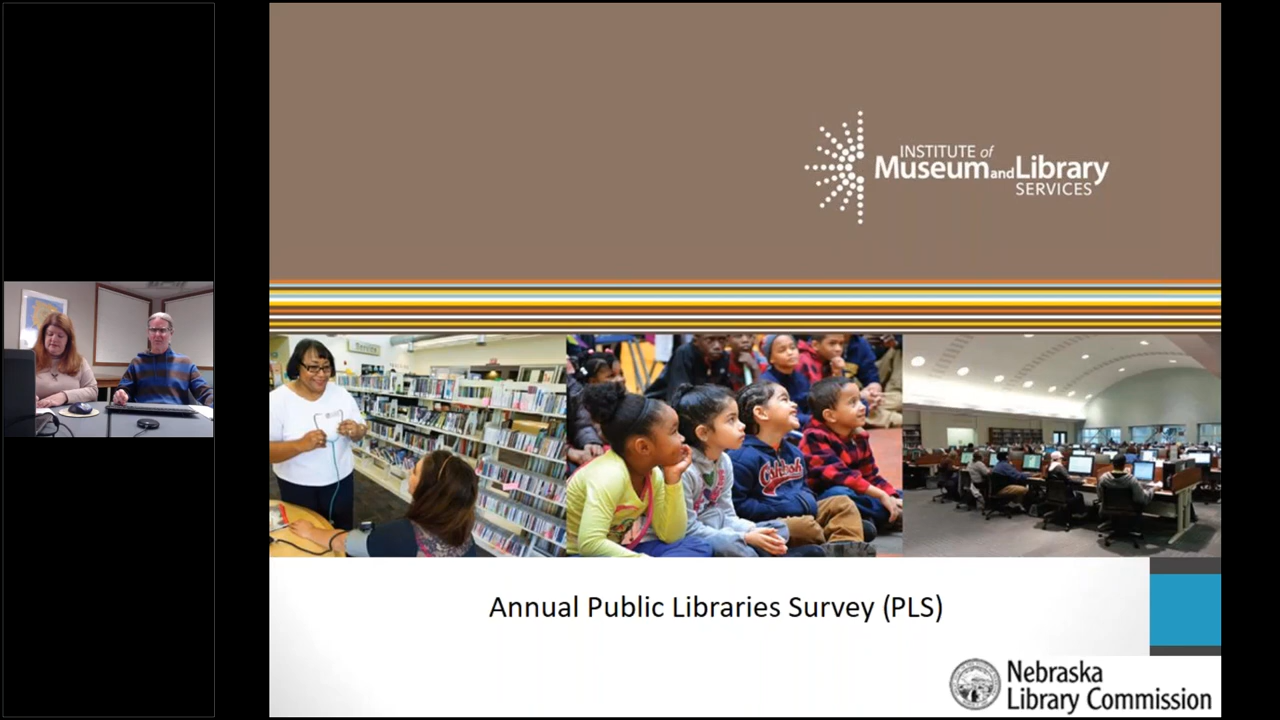 INSTITUTE of
Museum and Library
SERVICES
Annual Public Libraries Survey (PLS)
Nebraska
Library Commission